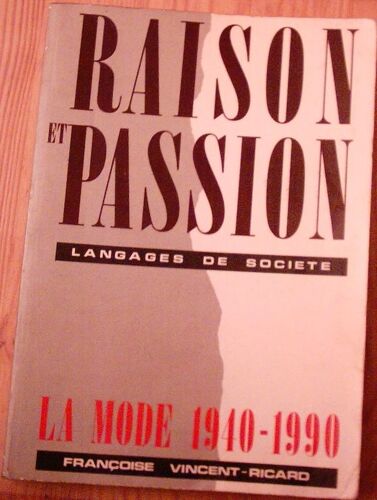 RAISON
ET
PASSION
LANGAGES DE SOCIETE
LA MODE 1940-1990
FRANÇOISE VINCENT-RICARD